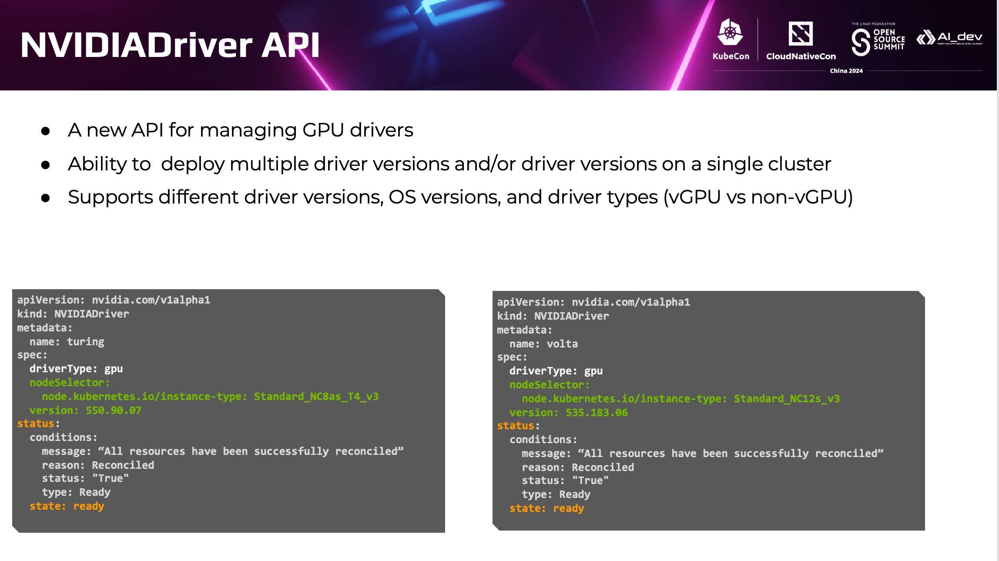 NVIDIADriver API
KubeCon
CloudNativeCon
THE LINUX FOUNDATION
OPEN
SOURCE
SUMMIT
AI_dev
Open Source GenAI & ML Summit
China 2024
● A new API for managing GPU drivers
● Ability to  deploy multiple driver versions and/or driver versions on a single cluster
● Supports different driver versions, OS versions, and driver types (vGPU vs non-vGPU)
apiVersion: nvidia.com/v1alpha1
kind: NVIDIADriver
metadata:
  name: turing
spec:
  driverType: gpu
  nodeSelector:
    node.kubernetes.io/instance-type: Standard_NC8as_T4_v3
  version: 550.90.07
status:
  conditions:
    message: “All resources have been successfully reconciled”
    reason: Reconciled
    status: "True"
    type: Ready
  state: ready
apiVersion: nvidia.com/v1alpha1
kind: NVIDIADriver
metadata:
  name: volta
spec:
  driverType: gpu
  nodeSelector:
    node.kubernetes.io/instance-type: Standard_NC12s_v3
  version: 535.183.06
status:
  conditions:
    message: “All resources have been successfully reconciled”
    reason: Reconciled
    status: "True"
    type: Ready
  state: ready